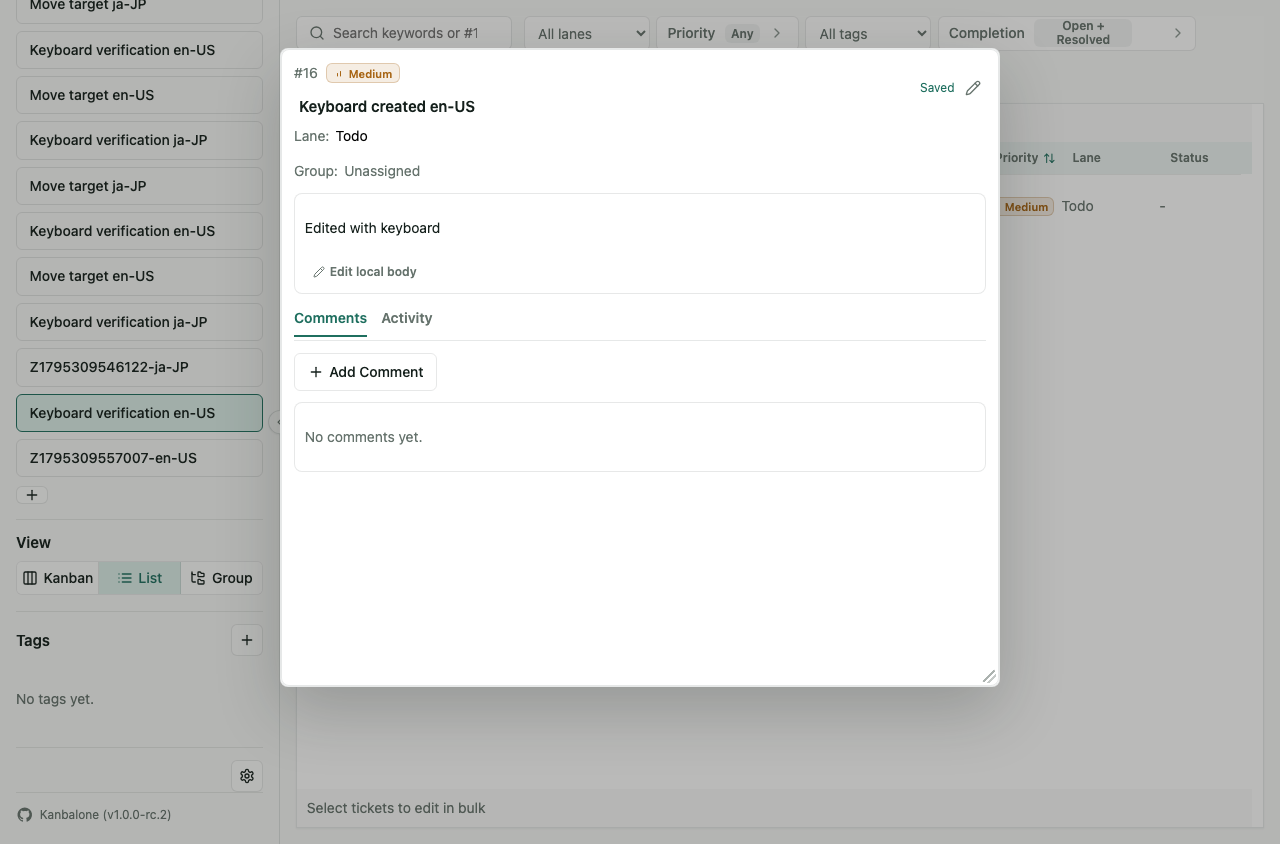 Move target ja-JP
Keyboard verification en-US
Move target en-US
Keyboard verification ja-JP
Move target ja-JP
Keyboard verification en-US
Move target en-US
Keyboard verification ja-JP
Z1795309546122-ja-JP
Keyboard verification en-US
Z1795309557007-en-US
View
Kanban
List
Group
Tags
No tags yet.
Kanbalone (v1.0.0-rc.2)
Search keywords or #1
All lanes
Priority Any
All tags
Completion
Open +
Resolved
Priority
Lane
Status
Medium
Todo
-
Select tickets to edit in bulk
#16
Medium
Saved
Keyboard created en-US
Lane: Todo
Group: Unassigned
Edited with keyboard
Edit local body
Comments
Activity
Add Comment
No comments yet.